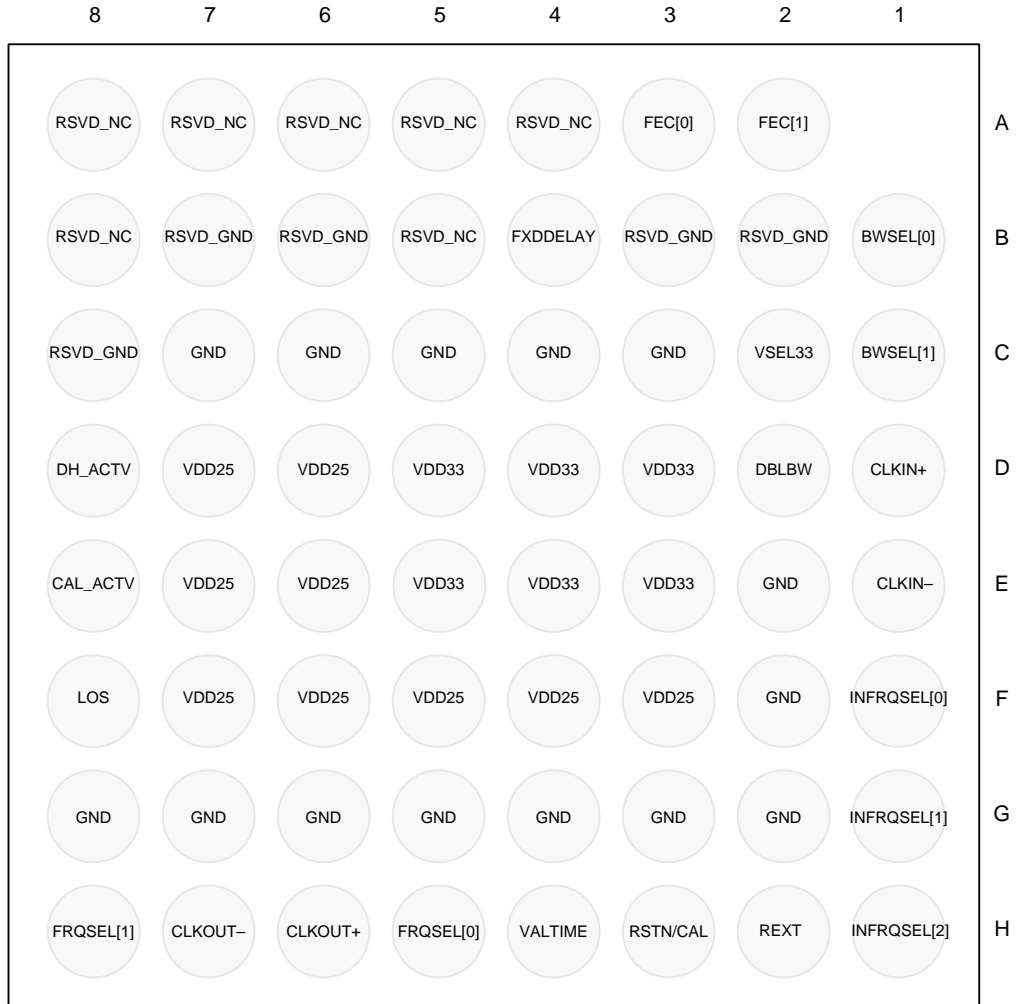 8 7 6 5 4 3 2 1
RSVD_NC RSVD_NC RSVD_NC RSVD_NC RSVD_NC FEC[0] FEC[1] A
RSVD_NC RSVD_GND RSVD_GND RSVD_NC FXDDELAY RSVD_GND RSVD_GND BWSEL[0] B
RSVD_GND GND GND GND GND GND VSEL33 BWSEL[1] C
DH_ACTV VDD25 VDD25 VDD33 VDD33 VDD33 DBLBW CLKIN+ D
CAL_ACTV VDD25 VDD25 VDD33 VDD33 VDD33 GND CLKIN– E
LOS VDD25 VDD25 VDD25 VDD25 VDD25 GND INFRQSEL[0] F
GND GND GND GND GND GND GND INFRQSEL[1] G
FRQSEL[1] CLKOUT– CLKOUT+ FRQSEL[0] VALTIME RSTN/CAL REXT INFRQSEL[2] H